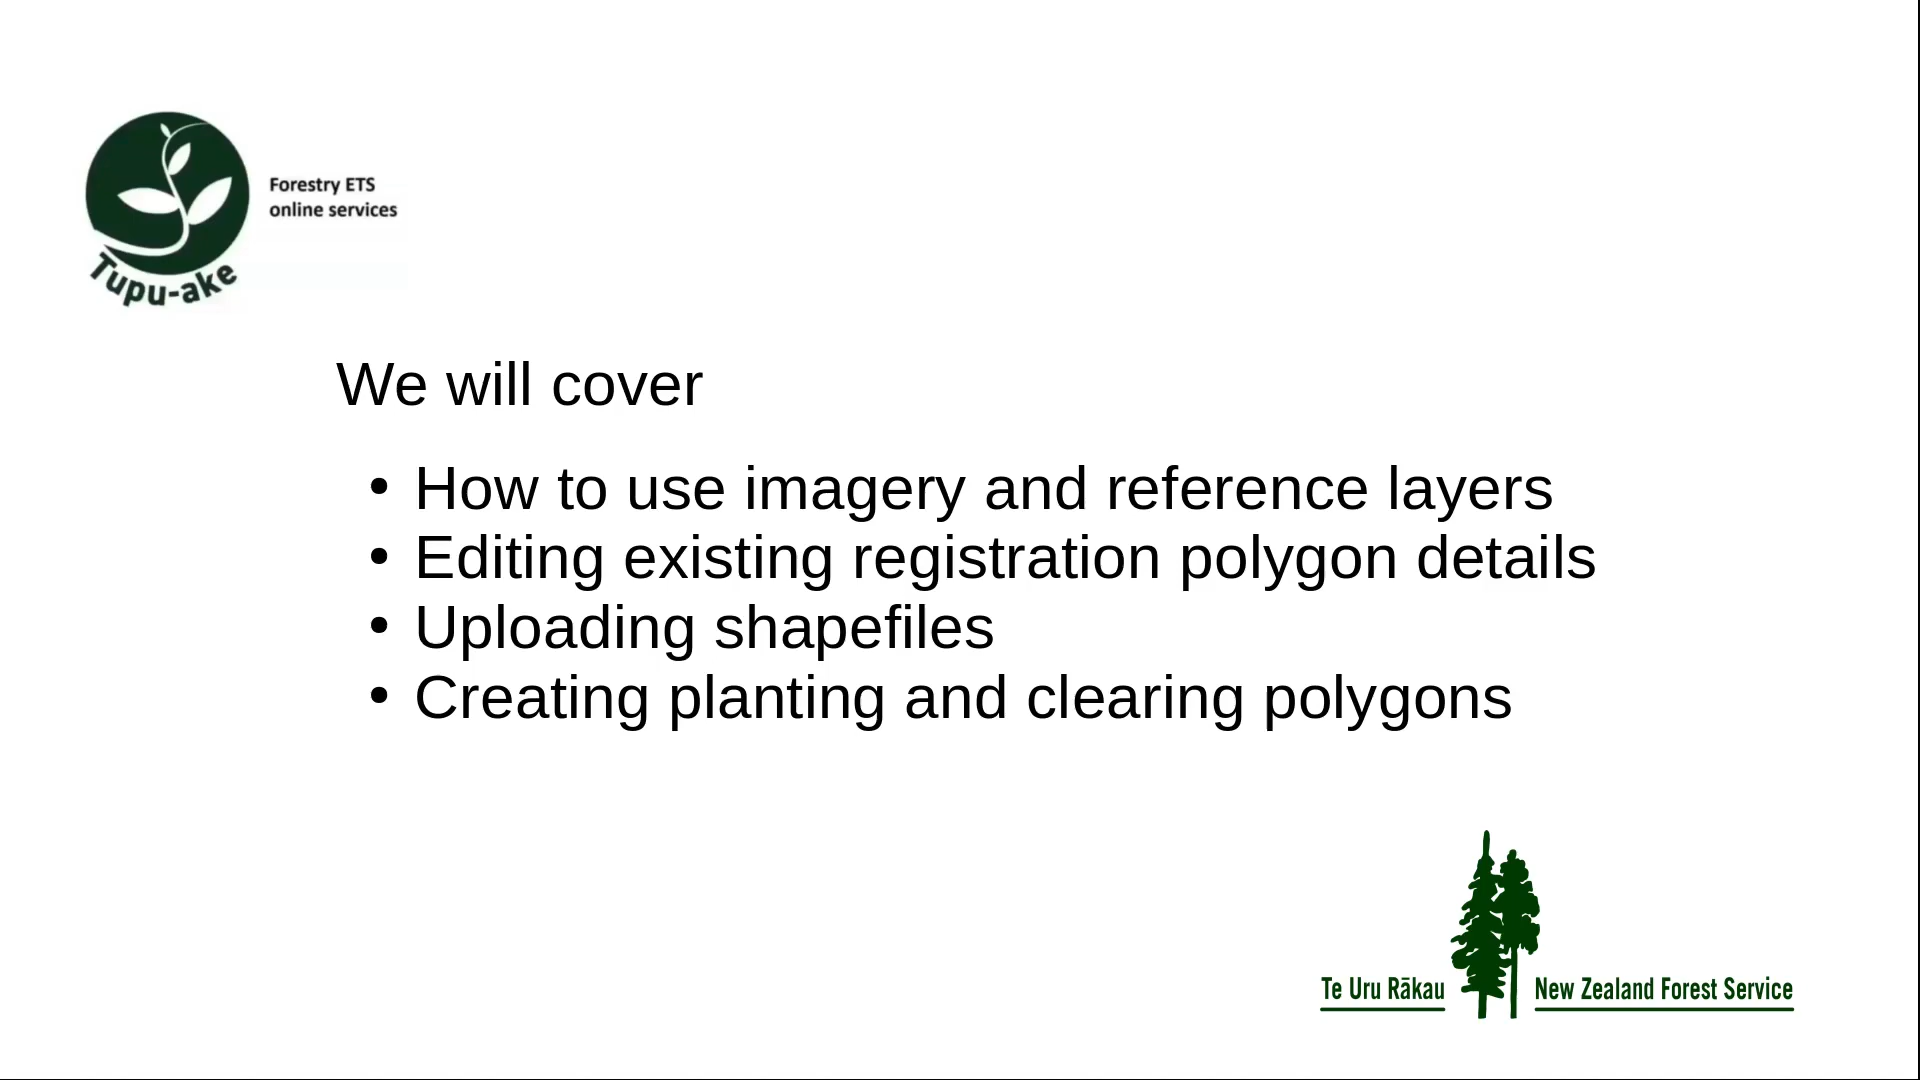 Forestry ETS
online services
Tupu-ake
We will cover
• How to use imagery and reference layers
• Editing existing registration polygon details
• Uploading shapefiles
• Creating planting and clearing polygons
Te Uru Rākau New Zealand Forest Service